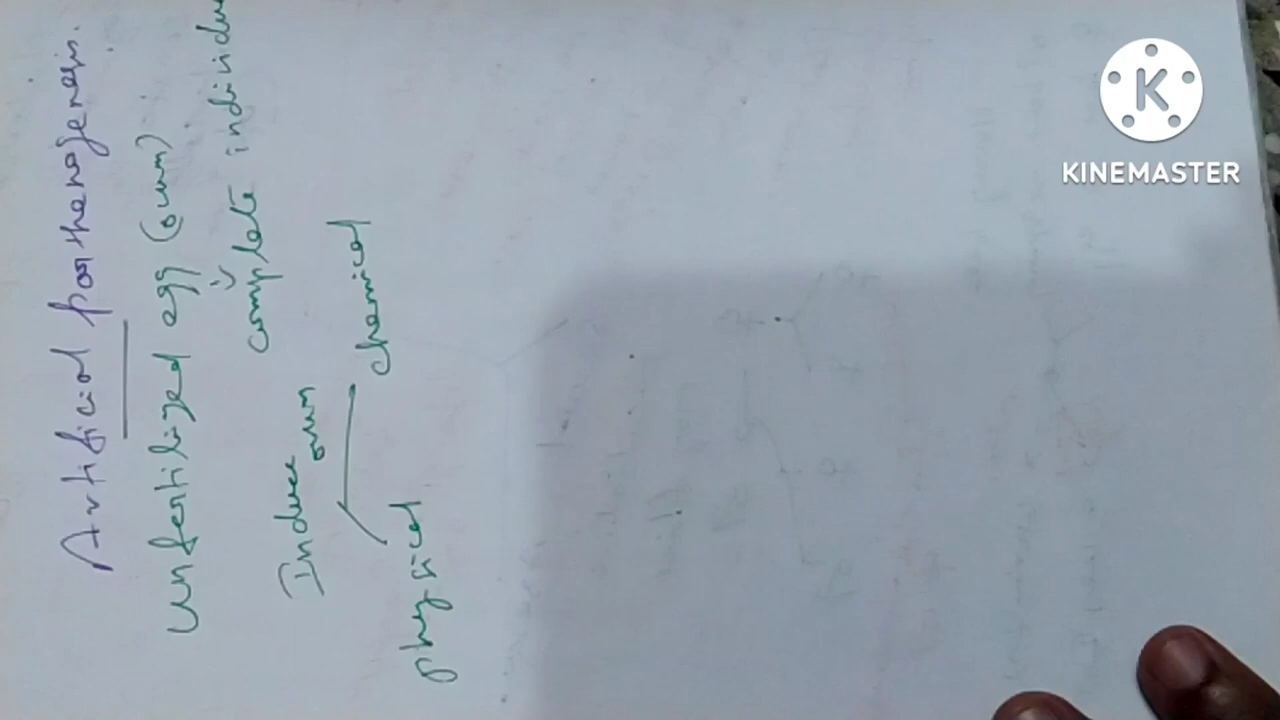 Artificial parthenogenesis.
Unfertilized egg (ovum)
complete individu
Induce ovum
chemical
physical
K
KINEMASTER